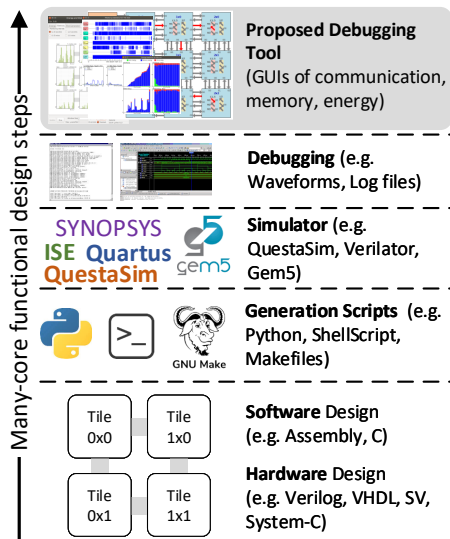 Many-core functional design steps
Proposed Debugging
Tool
(GUIs of communication,
memory, energy)
Debugging (e.g.
Waveforms, Log files)
SYNOPSYS
ISE Quartus
QuestaSim
gem5
Simulator (e.g.
QuestaSim, Verilator,
Gem5)
>_
GNU Make
Generation Scripts (e.g.
Python, ShellScript,
Makefiles)
Tile
0x0
Tile
1x0
Tile
0x1
Tile
1x1
Software Design
(e.g. Assembly, C)
Hardware Design
(e.g. Verilog, VHDL, SV,
System-C)